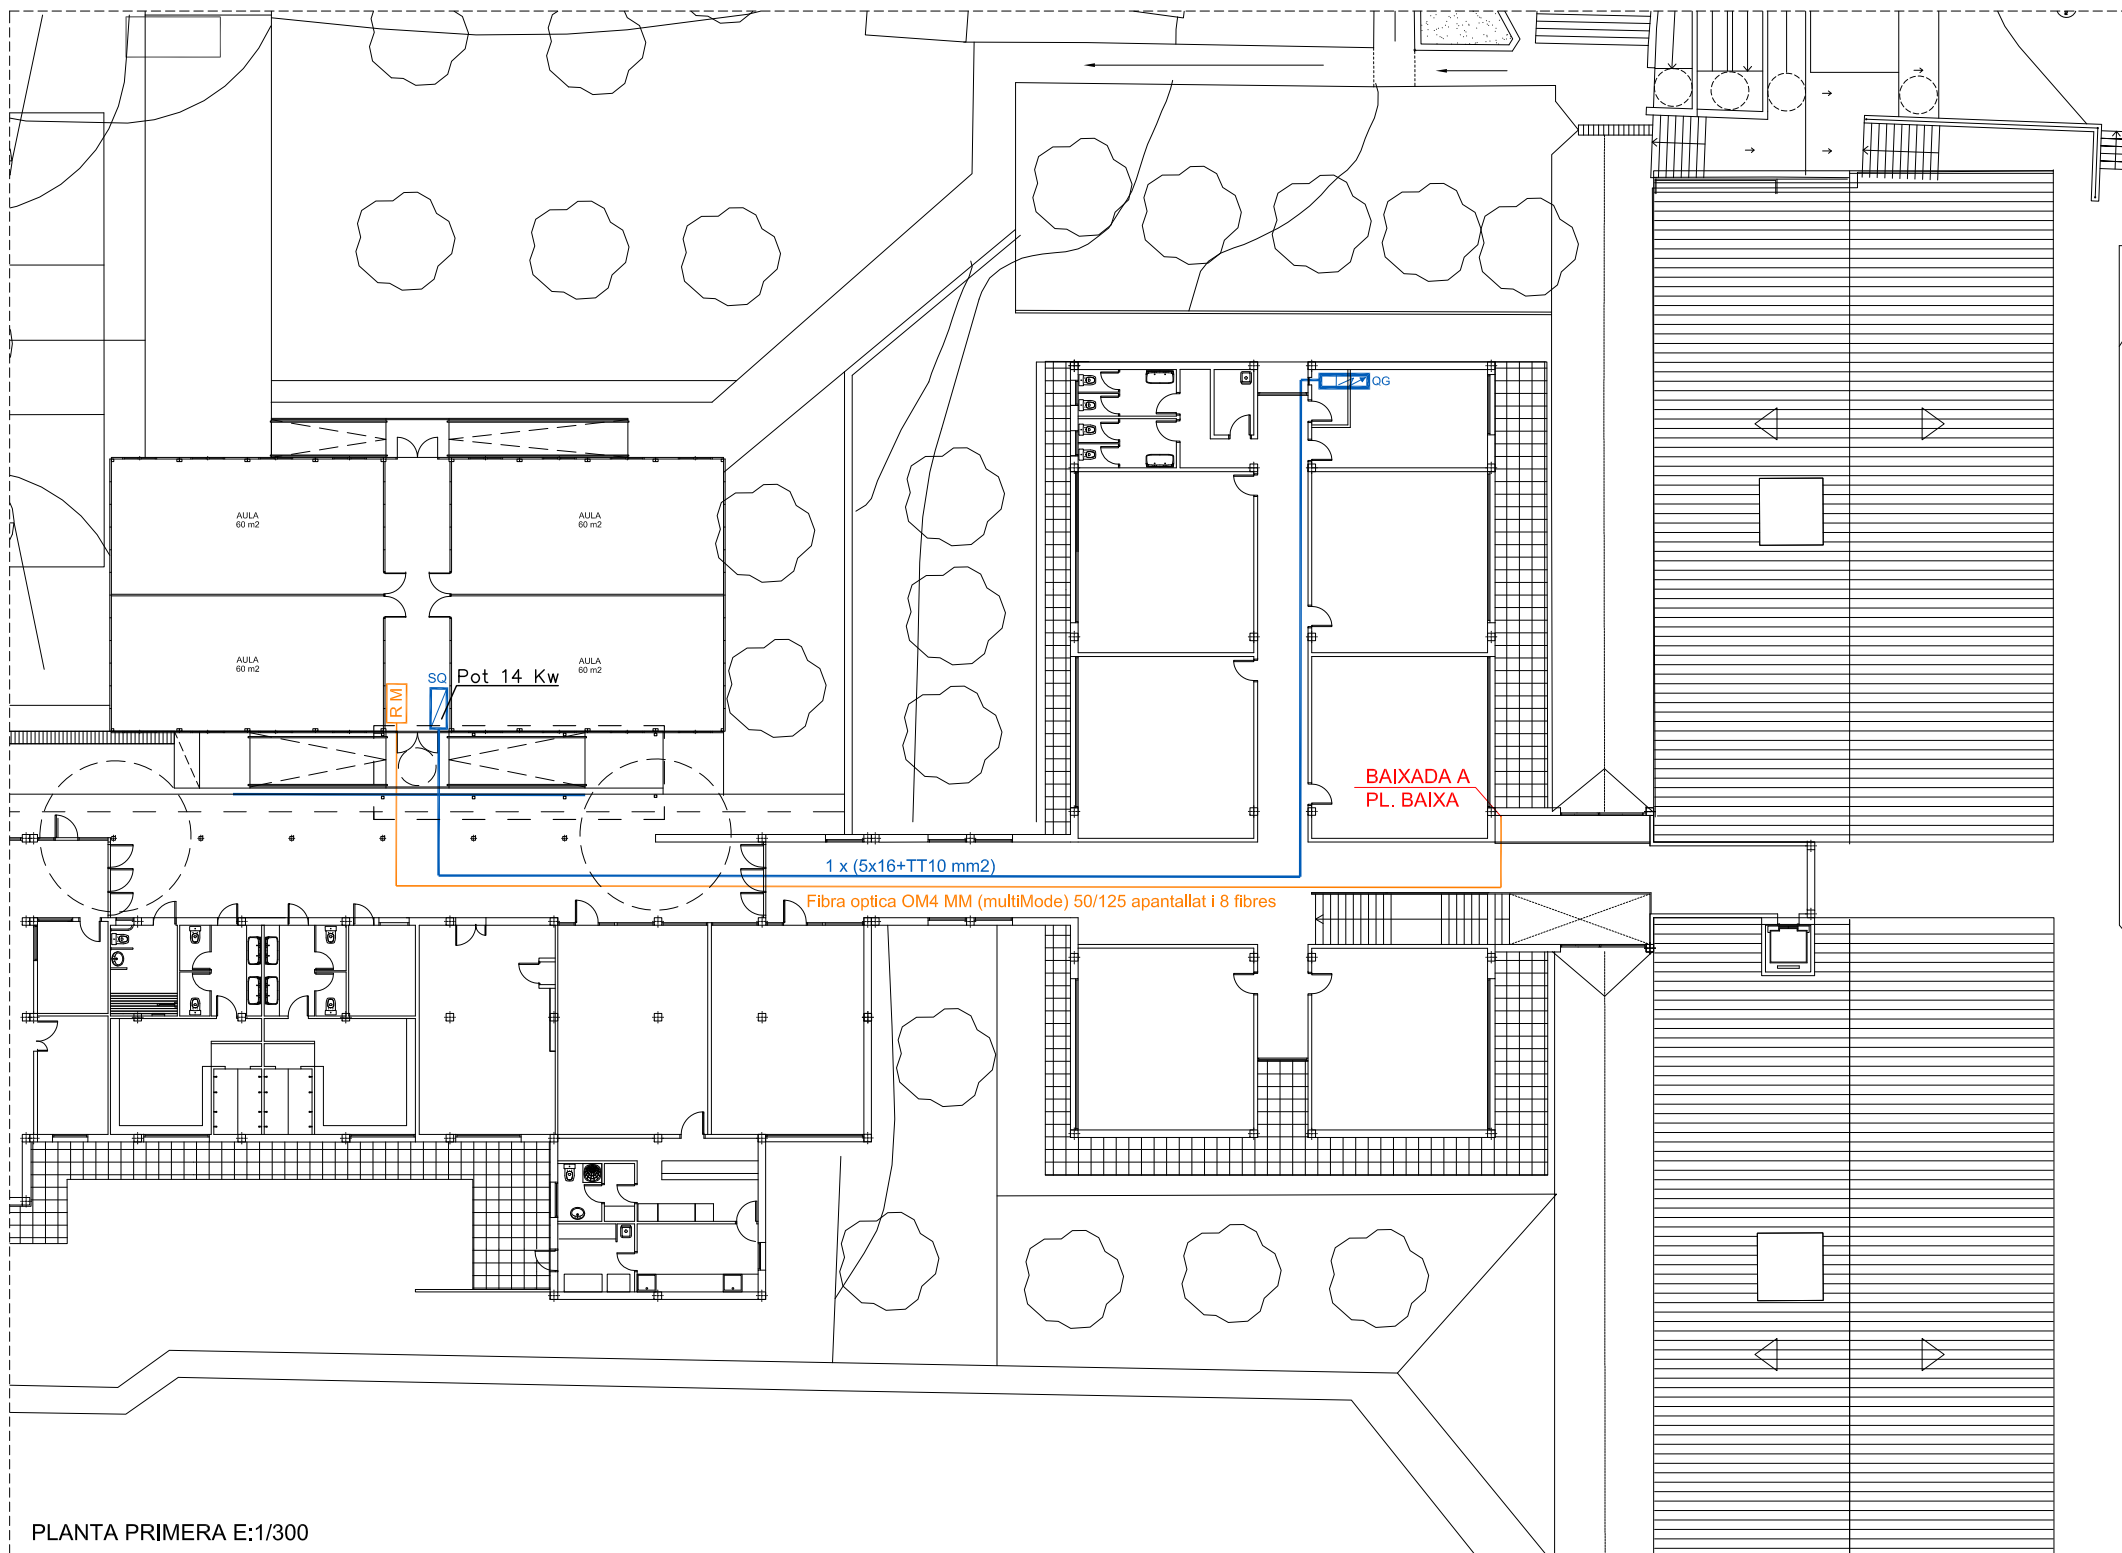 QG
AULA
60 m2
AULA
60 m2
AULA
60 m2
AULA
60 m2
SQ
Pot 14 Kw
R M
BAIXADA A
PL. BAIXA
1 x (5x16+TT10 mm2)
Fibra optica OM4 MM (multiMode) 50/125 apantallat i 8 fibres
PLANTA PRIMERA E:1/300